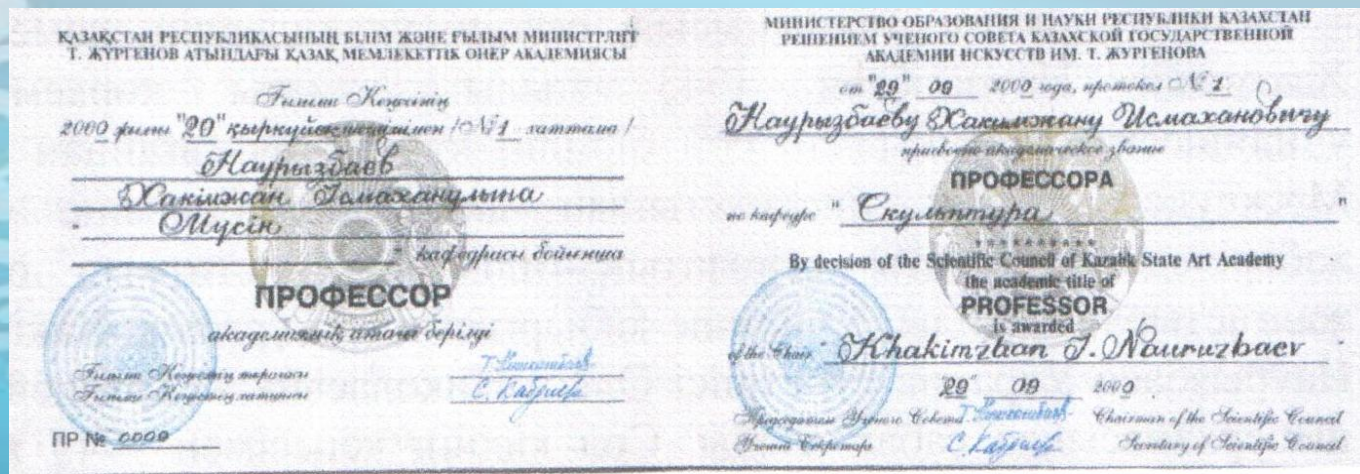 ҚАЗАҚСТАН РЕСПУБЛИКАСЫНЫҢ БІЛІМ ЖӘНЕ ҒЫЛЫМ МИНИСТРЛІГІ
Т. ЖҮРГЕНОВ АТЫНДАҒЫ ҚАЗАҚ МЕМЛЕКЕТТІК ӨНЕР АКАДЕМИЯСЫ
Ғылыми Кеңесінің
2000 жылы "29" қыркүйек шешімімен /№1 хаттама/
Наурызбаев
Хакімжан Исмаханұлына
"Мүсін
" кафедрасы бойынша
ПРОФЕССОР
академиялық атағы берілді
Ғылыми Кеңестің төрағасы
Ғылыми Кеңестің хатшысы
ПР № 0009
МИНИСТЕРСТВО ОБРАЗОВАНИЯ И НАУКИ РЕСПУБЛИКИ КАЗАХСТАН
РЕШЕНИЕМ УЧЕНОГО СОВЕТА КАЗАХСКОЙ ГОСУДАРСТВЕННОЙ
АКАДЕМИИ ИСКУССТВ ИМ. Т. ЖУРГЕНОВА
от "29" 09 2000 года, протокол № 1
Наурызбаеву Хакимжану Исмахановичу
присвоено академическое звание
ПРОФЕССОРА
по кафедре "Скульптура"
**********
By decision of the Scientific Council of Kazakk State Art Academy
the academic title of
PROFESSOR
is awarded
of the Chair Khakimzhan I. Nauruzbaev
29 09 2000
Председатель Ученого Совета Chairman of the Scientific Council
Ученый Секретарь Secretary of Scientific Council